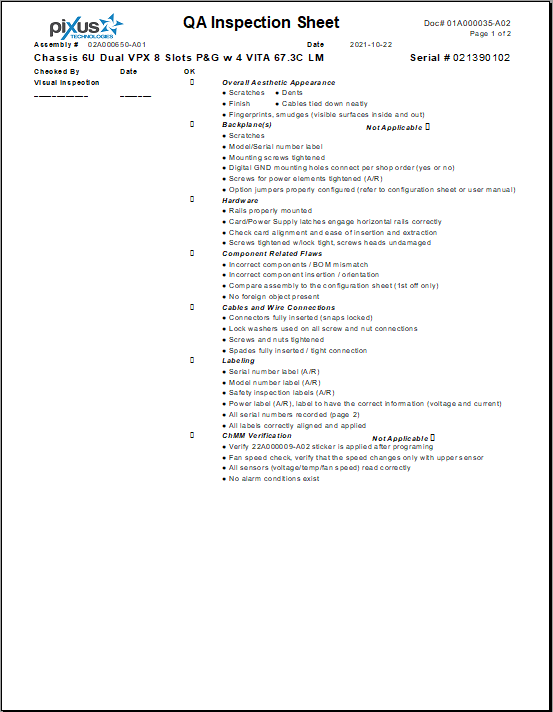 pixus
TECHNOLOGIES
QA Inspection Sheet
Doc# 01A000035-A02
Page 1 of 2
Assembly # 02A000650-A01 Date 2021-10-22
Chassis 6U Dual VPX 8 Slots P&G w 4 VITA 67.3C LM Serial # 021390102
Checked By Date OK
Visual Inspection
____________ _______
Overall Aesthetic Appearance
● Scratches ● Dents
● Finish ● Cables tied down neatly
● Fingerprints, smudges (visible surfaces inside and out)
Backplane(s) Not Applicable
● Scratches
● Model/Serial number label
● Mounting screws tightened
● Digital GND mounting holes connect per shop order (yes or no)
● Screws for power elements tightened (A/R)
● Option jumpers properly configured (refer to configuration sheet or user manual)
Hardware
● Rails properly mounted
● Card/Power Supply latches engage horizontal rails correctly
● Check card alignment and ease of insertion and extraction
● Screws tightened w/lock tight, screws heads undamaged
Component Related Flaws
● Incorrect components / BOM mismatch
● Incorrect component insertion / orientation
● Compare assembly to the configuration sheet (1st off only)
● No foreign object present
Cables and Wire Connections
● Connectors fully inserted (snaps locked)
● Lock washers used on all screw and nut connections
● Screws and nuts tightened
● Spades fully inserted / tight connection
Labeling
● Serial number label (A/R)
● Model number label (A/R)
● Safety inspection labels (A/R)
● Power label (A/R), label to have the correct information (voltage and current)
● All serial numbers recorded (page 2)
● All labels correctly aligned and applied
ChMM Verification Not Applicable
● Verify 22A000009-A02 sticker is applied after programing
● Fan speed check, verify that the speed changes only with upper sensor
● All sensors (voltage/temp/fan speed) read correctly
● No alarm conditions exist